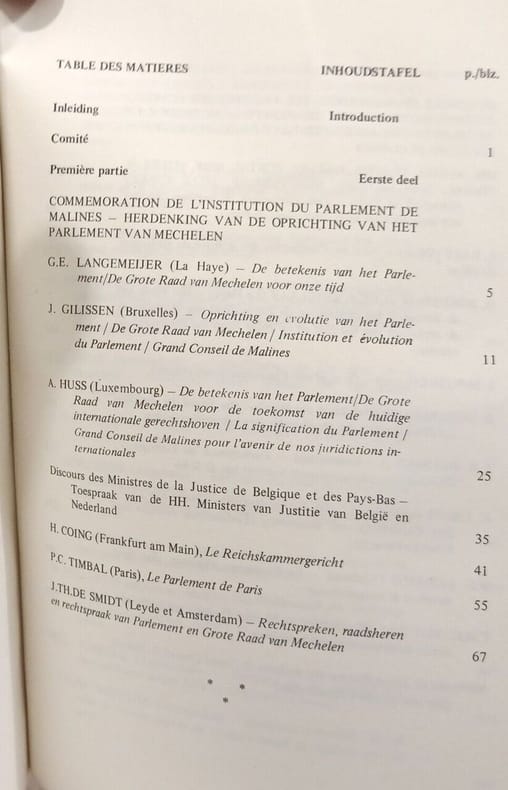 TABLE DES MATIERES INHOUDSTAFEL p./blz.
Inleiding Introduction
Comité 1
Première partie Eerste deel
COMMEMORATION DE L'INSTITUTION DU PARLEMENT DE
MALINES – HERDENKING VAN DE OPRICHTING VAN HET
PARLEMENT VAN MECHELEN
G.E. LANGEMEIJER (La Haye) – De betekenis van het Parle-
ment/De Grote Raad van Mechelen voor onze tijd 5
J. GILISSEN (Bruxelles) – Oprichting en evolutie van het Parle-
ment / De Grote Raad van Mechelen / Institution et évolution
du Parlement / Grand Conseil de Malines 11
A. HUSS (Luxembourg) – De betekenis van het Parlement/De Grote
Raad van Mechelen voor de toekomst van de huidige
internationale gerechtshoven / La signification du Parlement /
Grand Conseil de Malines pour l'avenir de nos juridictions in-
ternationales 25
Discours des Ministres de la Justice de Belgique et des Pays-Bas –
Toespraak van de HH. Ministers van Justitie van België en
Nederland 35
H. COING (Frankfurt am Main), Le Reichskammergericht 41
P.C. TIMBAL (Paris), Le Parlement de Paris 55
J.TH.DE SMIDT (Leyde et Amsterdam) – Rechtspreken, raadsheren
en rechtspraak van Parlement en Grote Raad van Mechelen 67
* *
*